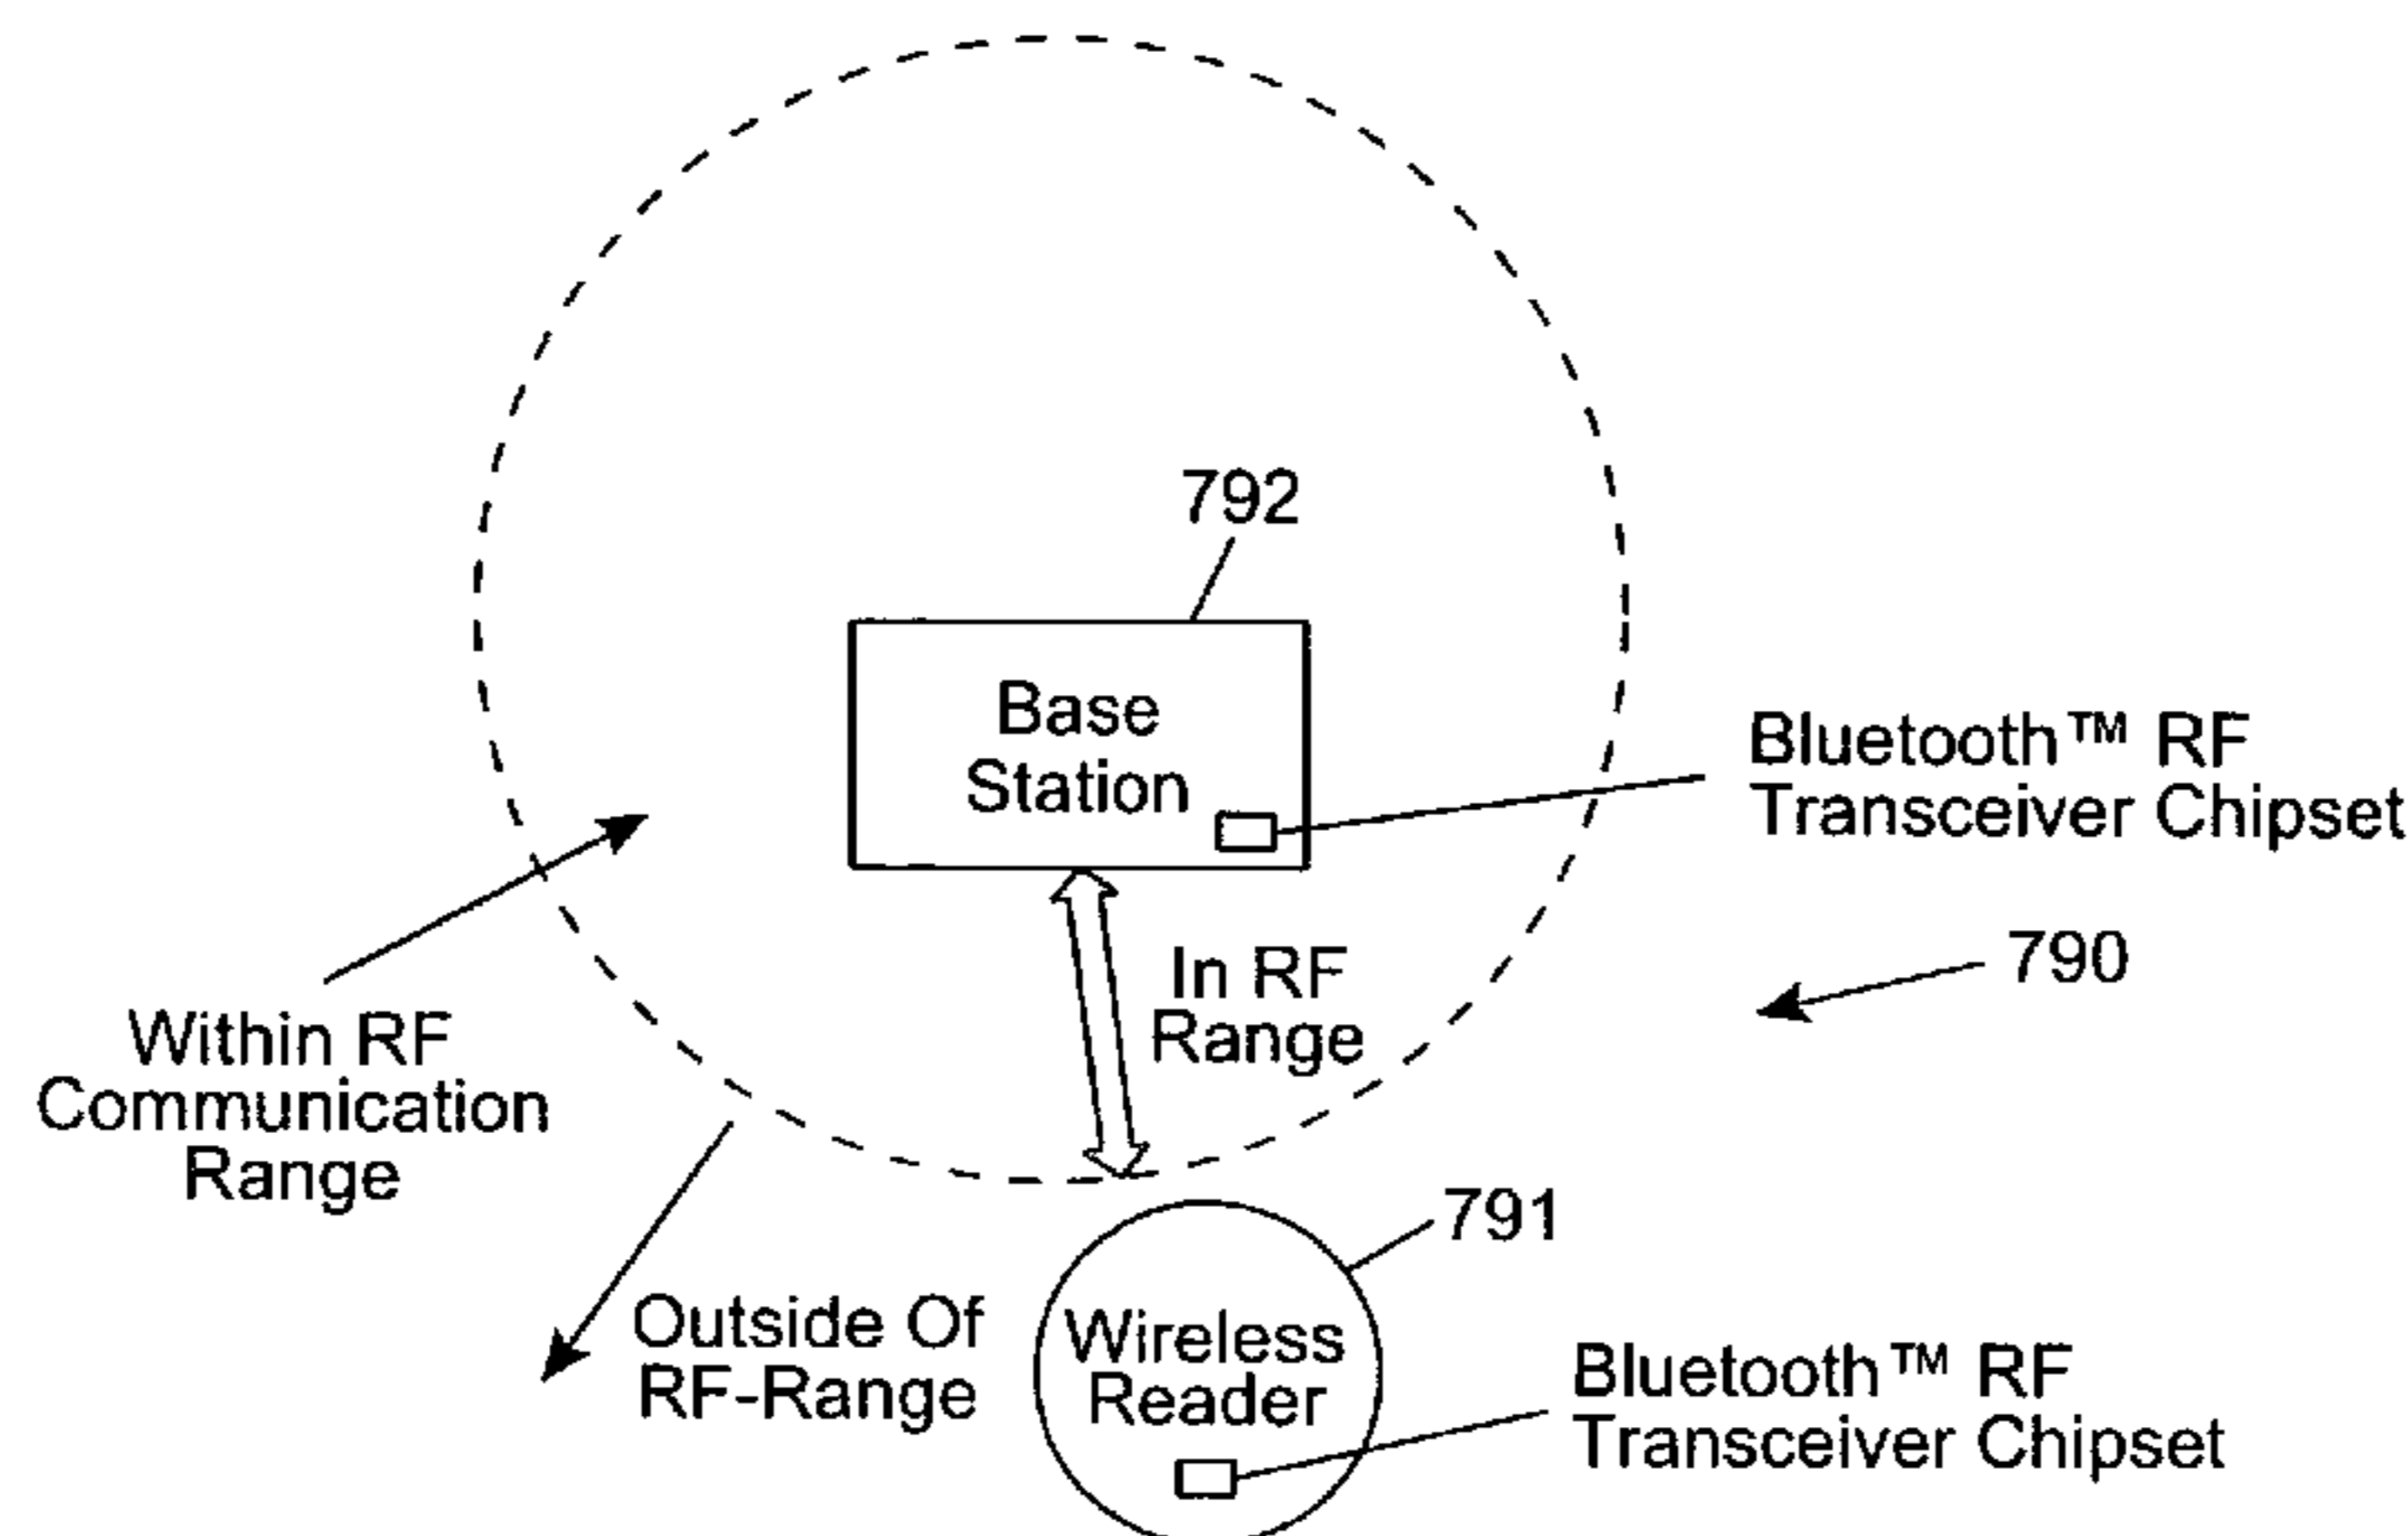 792
Base
Station
Bluetooth™ RF
Transceiver Chipset
790
In RF
Range
Within RF
Communication
Range
791
Outside Of
RF-Range
Wireless
Reader
Bluetooth™ RF
Transceiver Chipset